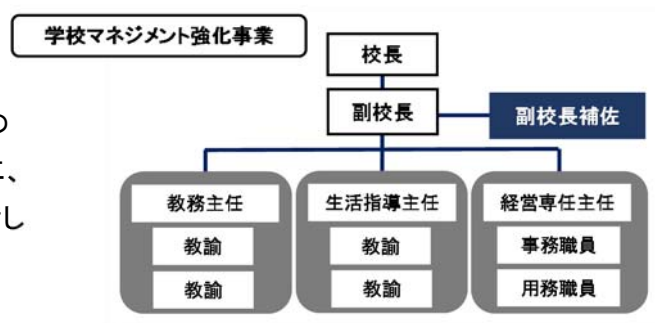 学校マネジメント強化事業
校長
副校長
副校長補佐
教務主任
教諭
教諭
生活指導主任
教諭
教諭
経営専任主任
事務職員
用務職員
し